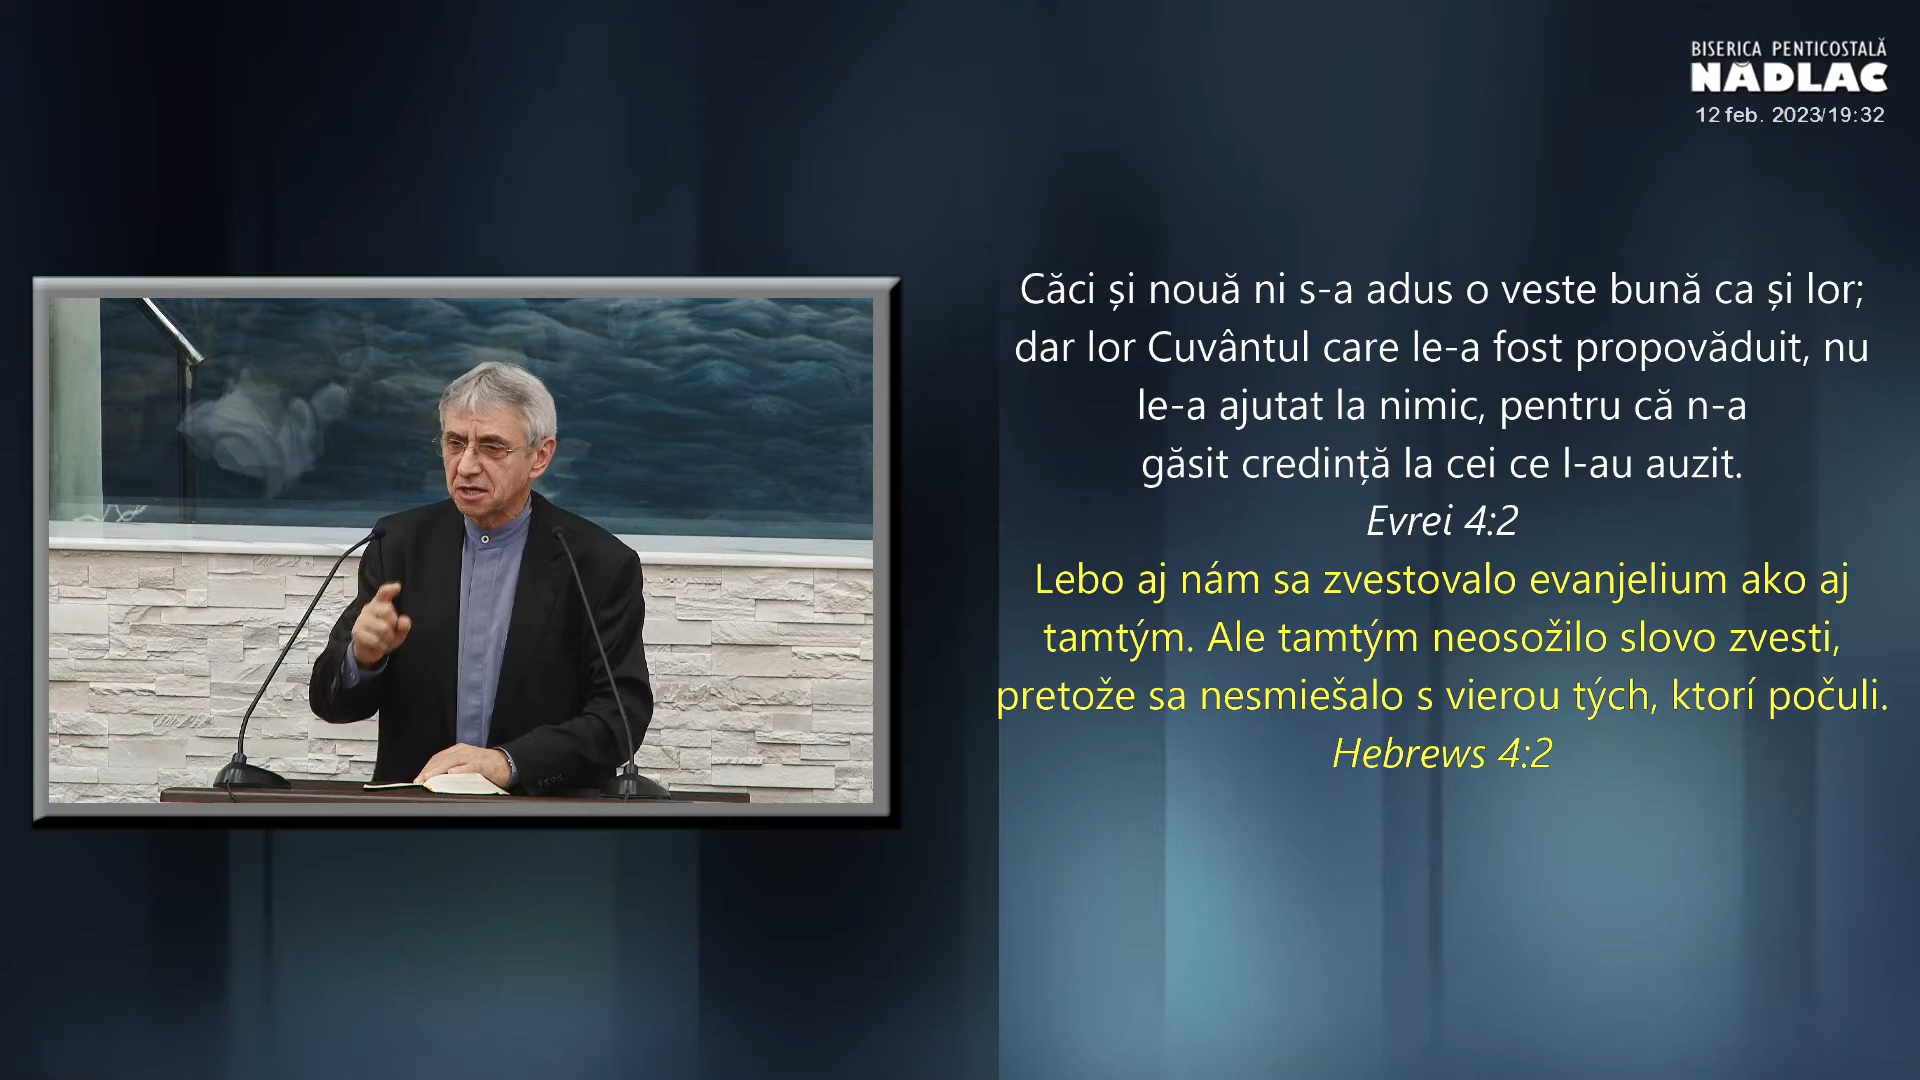 BISERICA PENTICOSTALĂ
NĂDLAC
12 feb. 2023/19:32
Căci și nouă ni s-a adus o veste bună ca și lor;
dar lor Cuvântul care le-a fost propovăduit, nu
le-a ajutat la nimic, pentru că n-a
găsit credință la cei ce l-au auzit.
Evrei 4:2
Lebo aj nám sa zvestovalo evanjelium ako aj
tamtým. Ale tamtým neosožilo slovo zvesti,
pretože sa nesmiešalo s vierou tých, ktorí počuli.
Hebrews 4:2